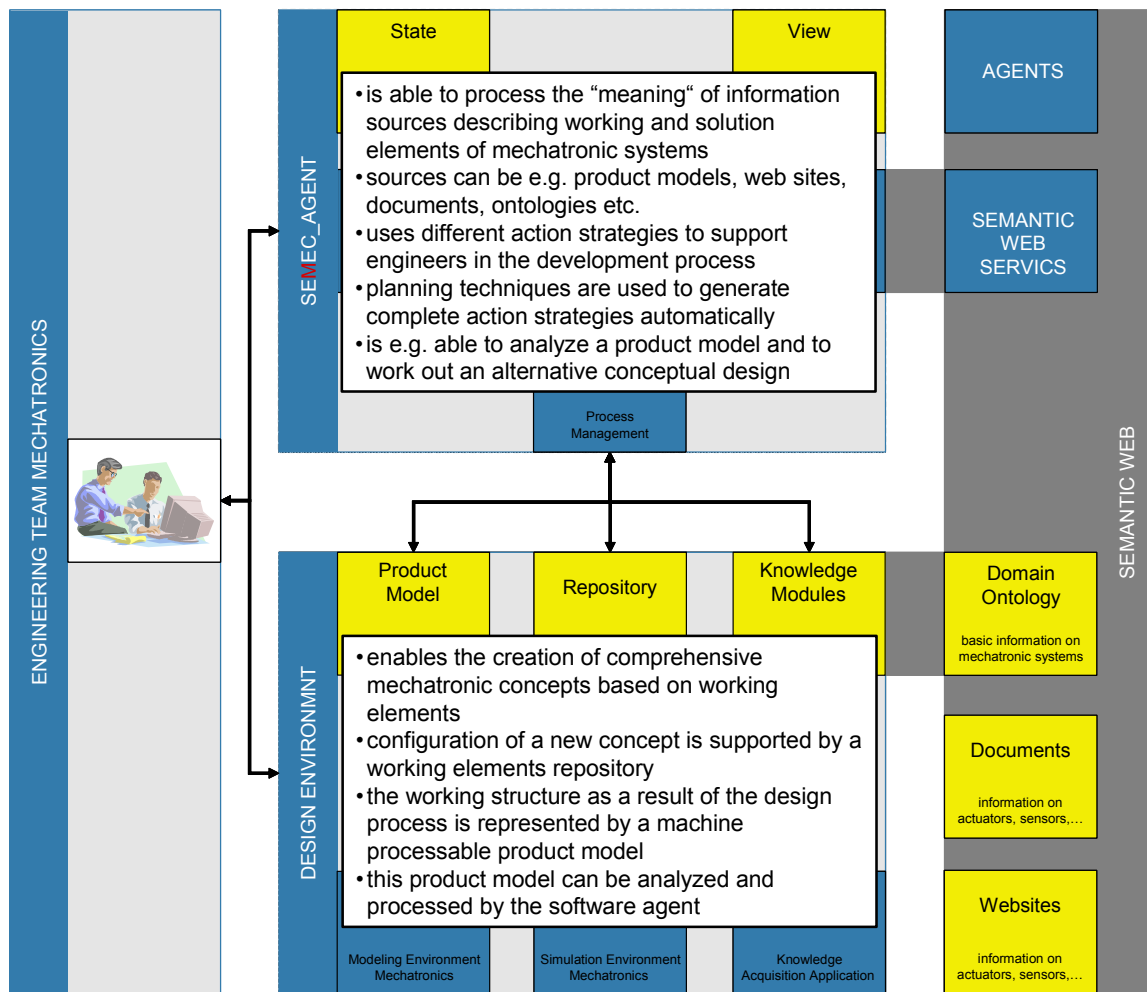 ENGINEERING TEAM MECHATRONICS
SEMEC_AGENT
State
View
• is able to process the “meaning“ of information
sources describing working and solution
elements of mechatronic systems
• sources can be e.g. product models, web sites,
documents, ontologies etc.
• uses different action strategies to support
engineers in the development process
• planning techniques are used to generate
complete action strategies automatically
• is e.g. able to analyze a product model and to
work out an alternative conceptual design
Process
Management
DESIGN ENVIRONMNT
Product
Model
Repository
Knowledge
Modules
• enables the creation of comprehensive
mechatronic concepts based on working
elements
• configuration of a new concept is supported by a
working elements repository
• the working structure as a result of the design
process is represented by a machine
processable product model
• this product model can be analyzed and
processed by the software agent
Modeling Environment
Mechatronics
Simulation Environment
Mechatronics
Knowledge
Acquisition Application
AGENTS
SEMANTIC
WEB
SERVICS
Domain
Ontology
basic information on
mechatronic systems
Documents
information on
actuators, sensors,…
Websites
information on
actuators, sensors,…
SEMANTIC WEB